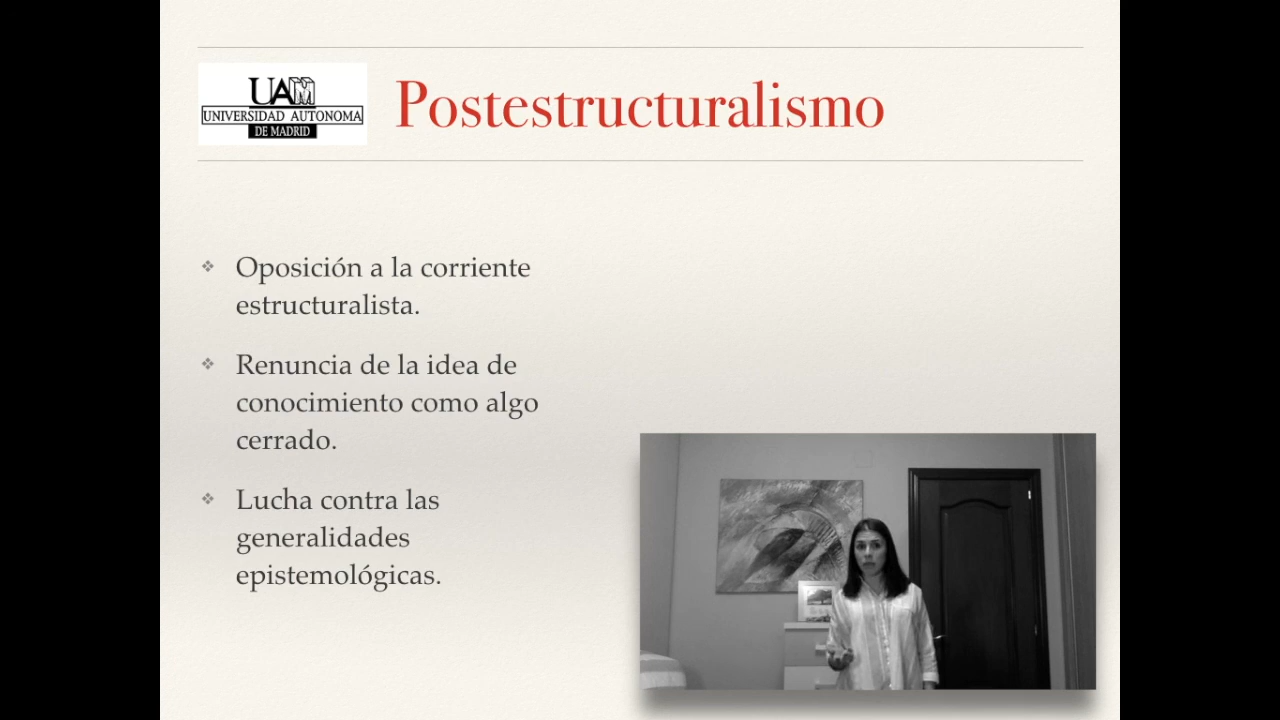 UAM
UNIVERSIDAD AUTONOMA
DE MADRID
Postestructuralismo
Oposición a la corriente
estructuralista.
Renuncia de la idea de
conocimiento como algo
cerrado.
Lucha contra las
generalidades
epistemológicas.